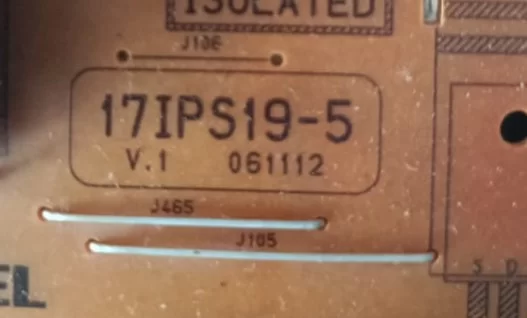 ISOLATED
J106
17IPS19-5
V.1 061112
J465
J105
S D
EL